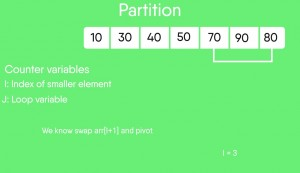 Partition
10 30 40 50 70 90 80
Counter variables
I: Index of smaller element
J: Loop variable
We know swap arr[i+1] and pivot
I = 3